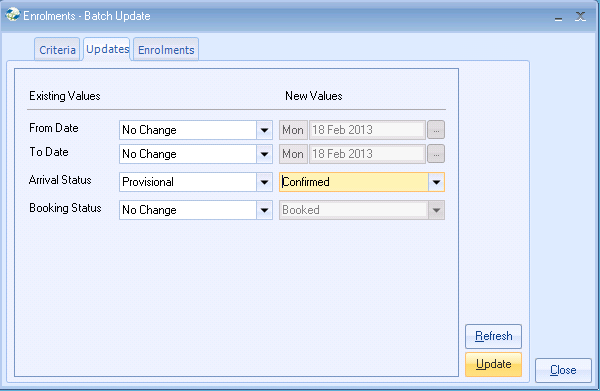 Enrolments - Batch Update
Criteria Updates Enrolments
Existing Values New Values
From Date No Change Mon 18 Feb 2013 ...
To Date No Change Mon 18 Feb 2013 ...
Arrival Status Provisional Confirmed
Booking Status No Change Booked
Refresh
Update
Close